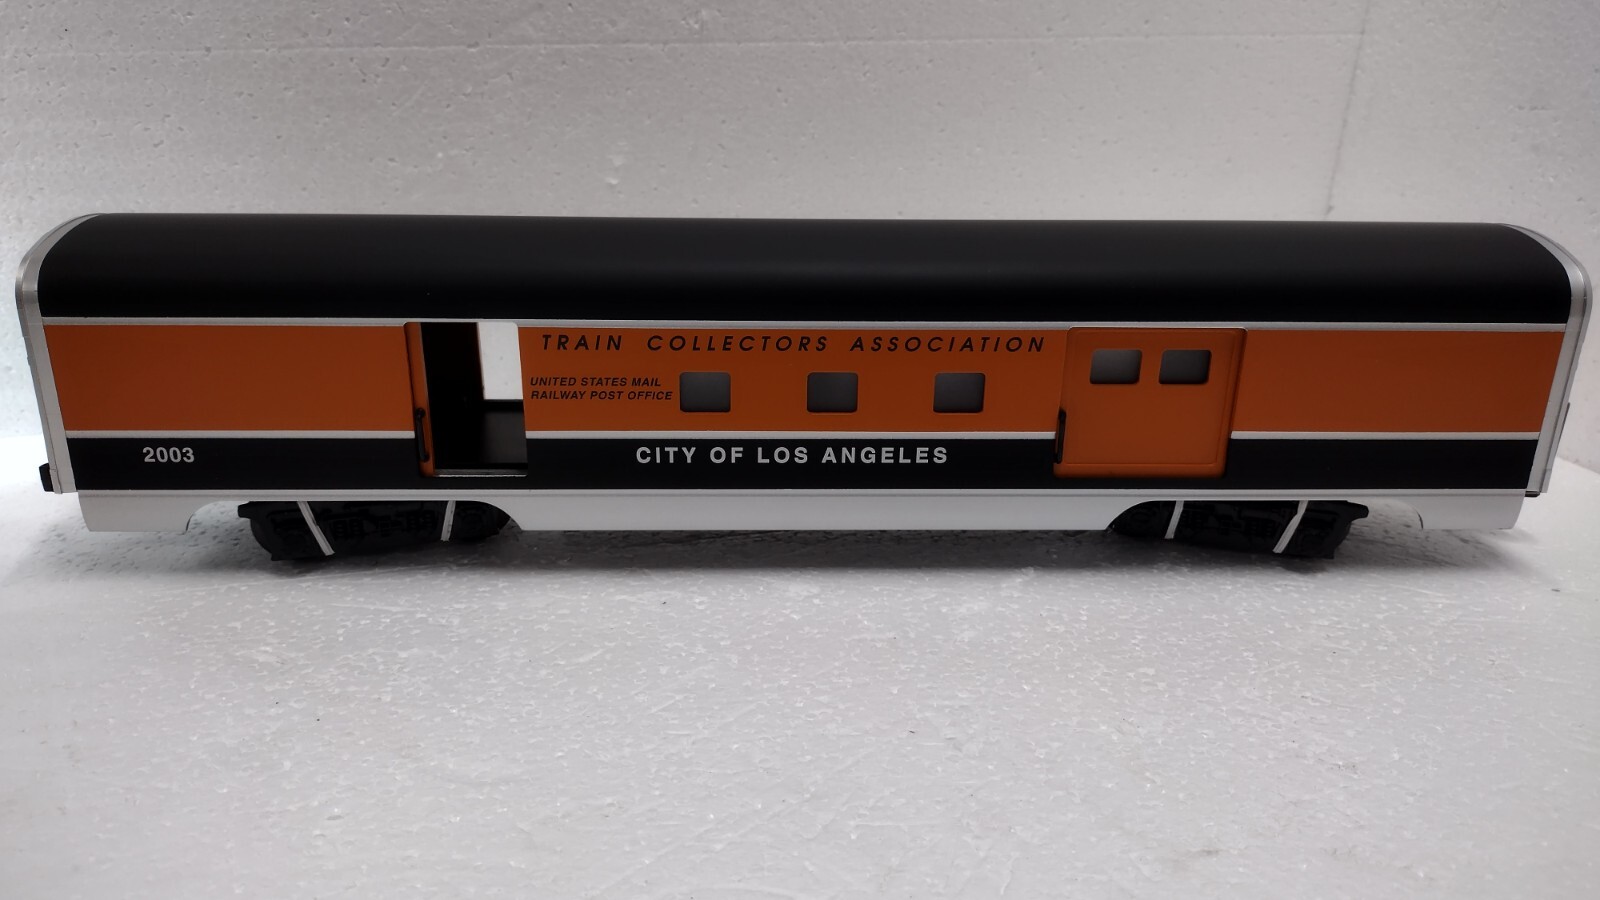 TRAIN COLLECTORS ASSOCIATION
UNITED STATES MAIL
RAILWAY POST OFFICE
2003
CITY OF LOS ANGELES